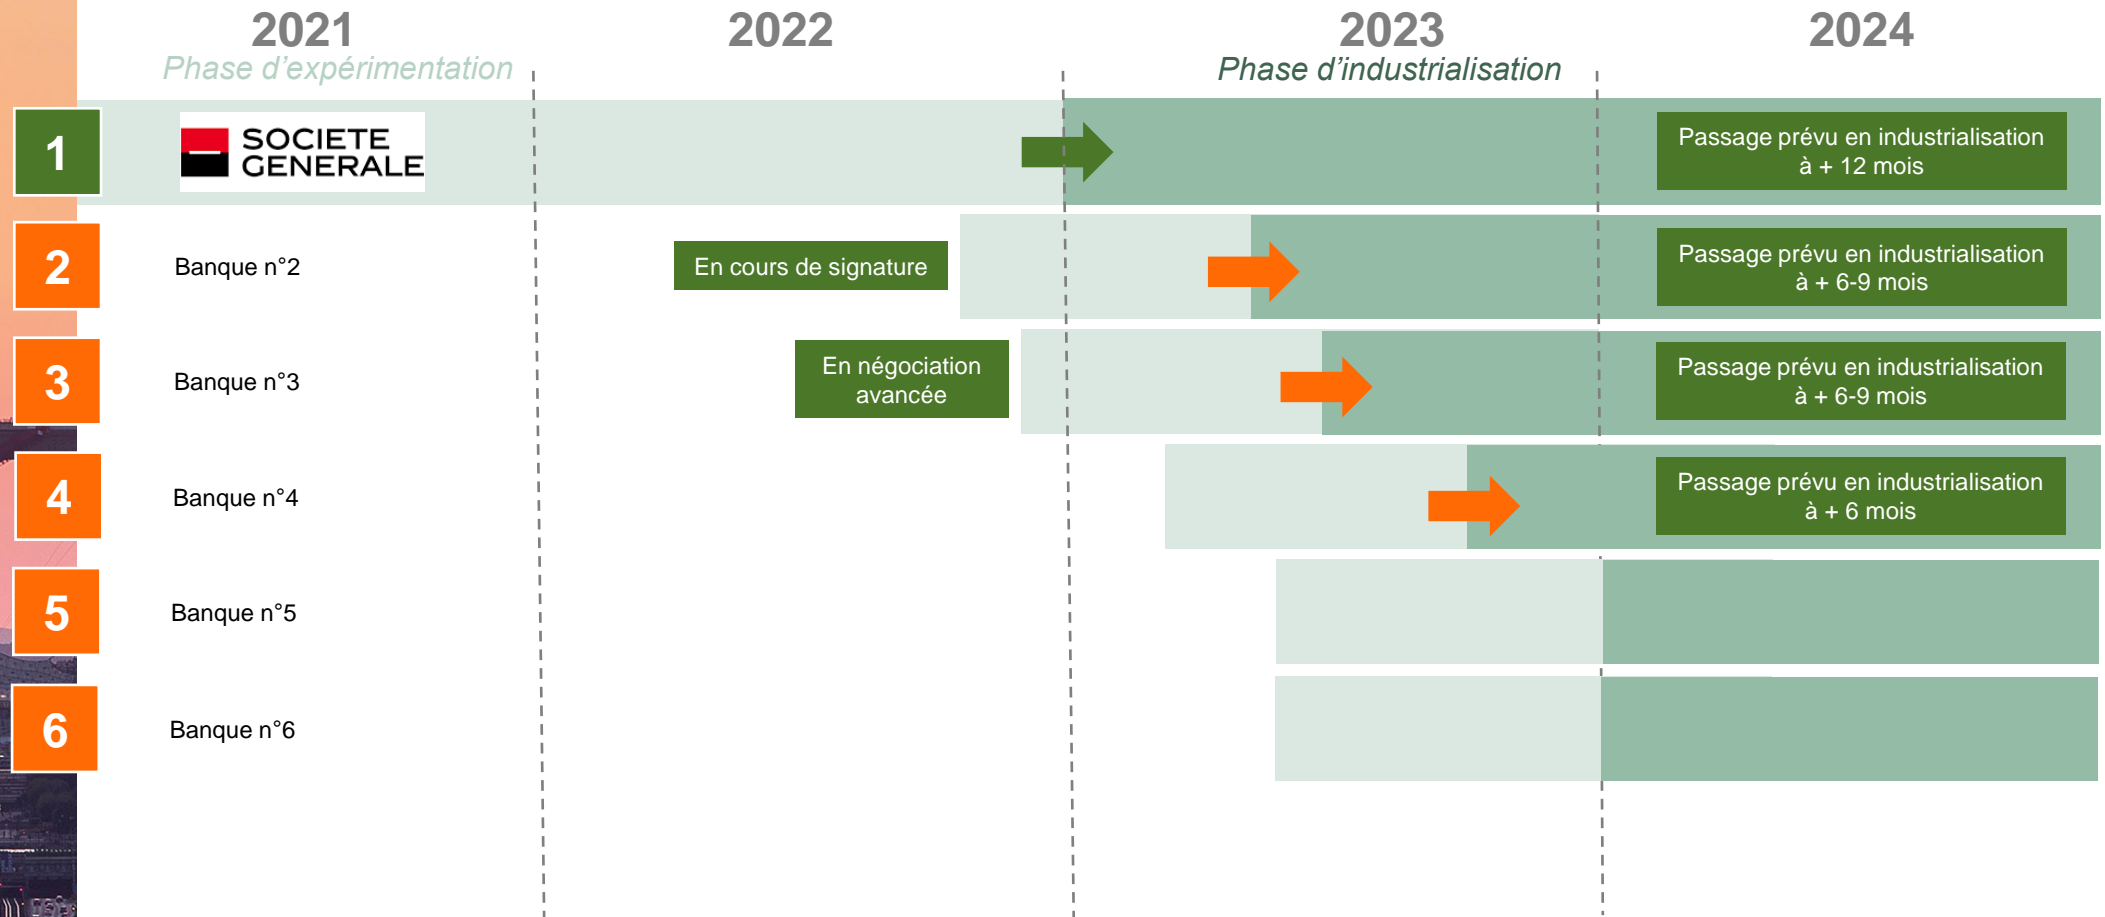 2021
2022
2023
2024
Phase d'expérimentation
Phase d'industrialisation
1
SOCIETE
GENERALE
Passage prévu en industrialisation
à + 12 mois
2
Banque n°2
En cours de signature
Passage prévu en industrialisation
à + 6-9 mois
3
Banque n°3
En négociation
avancée
Passage prévu en industrialisation
à + 6-9 mois
4
Banque n°4
Passage prévu en industrialisation
à + 6 mois
5
Banque n°5
6
Banque n°6